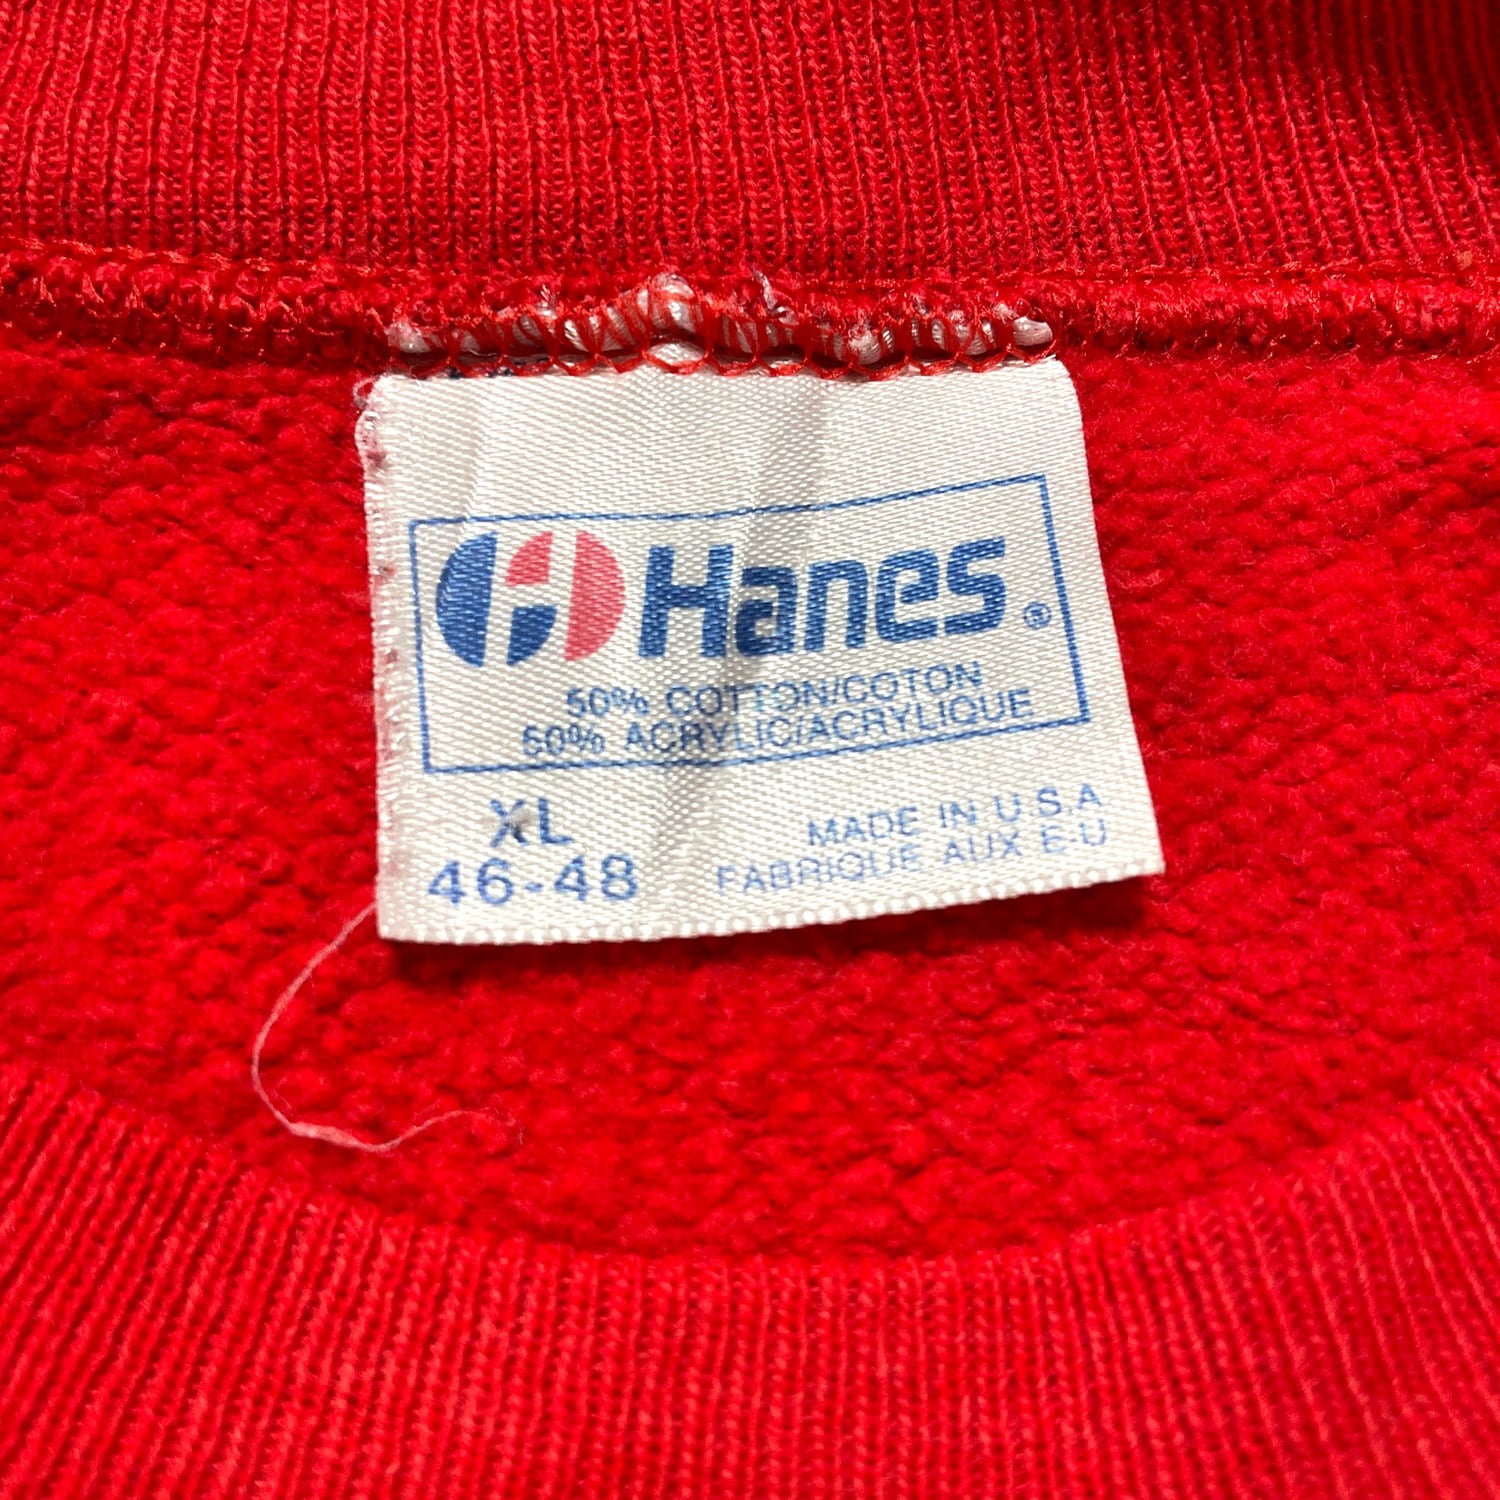 Hanes®
50% COTTON/COTON
50% ACRYLIC/ACRYLIQUE
XL
46-48
MADE IN U.S.A.
FABRIQUE AUX E-U